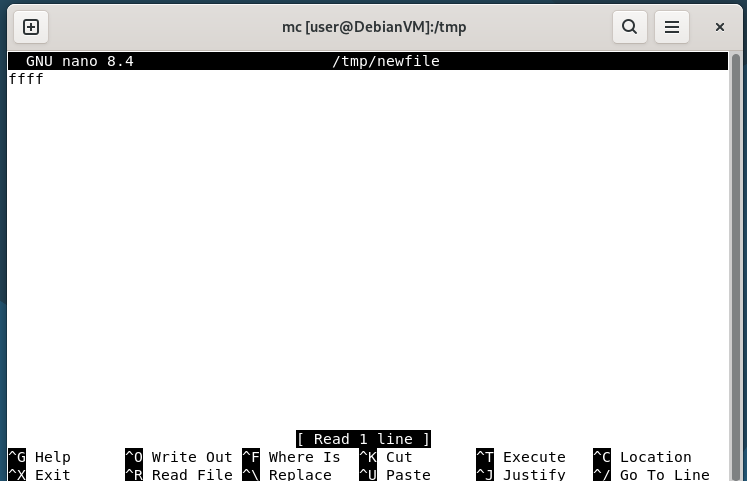 mc [user@DebianVM]:/tmp
GNU nano 8.4 /tmp/newfile
ffff
[ Read 1 line ]
^G Help ^O Write Out ^F Where Is ^K Cut ^T Execute ^C Location
^X Exit ^R Read File ^\ Replace ^U Paste ^J Justify ^/ Go To Line